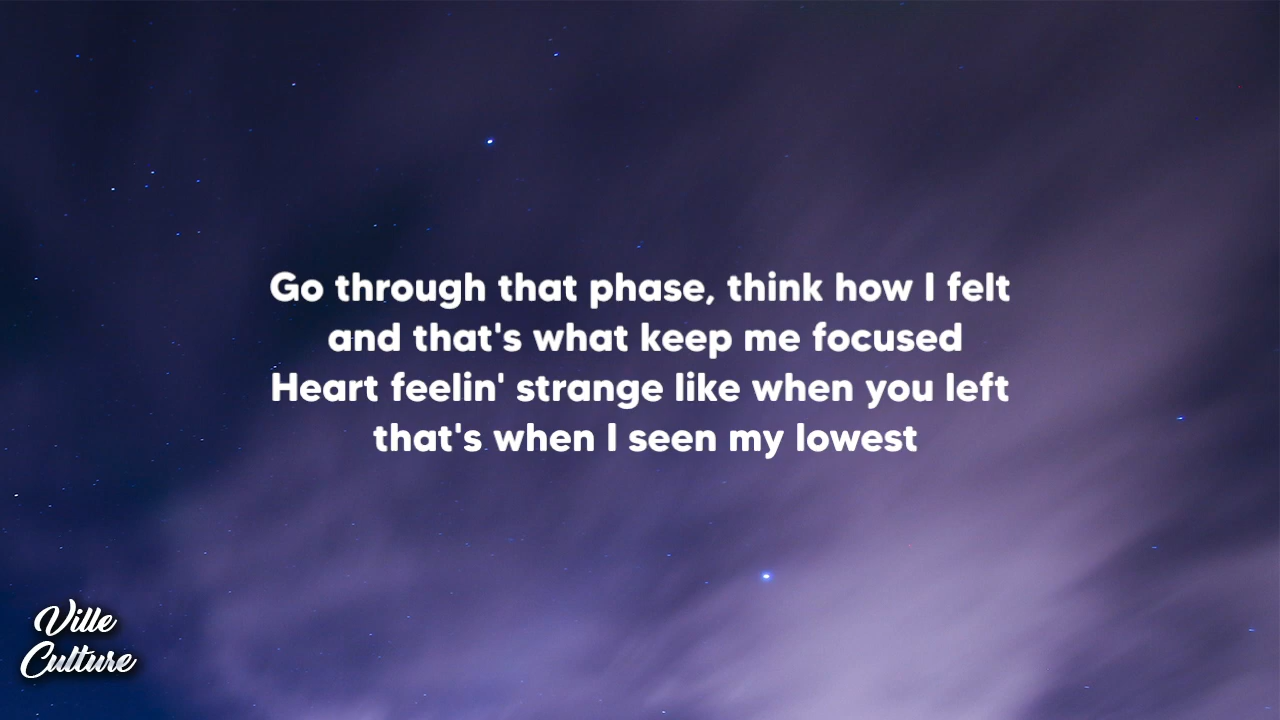 Go through that phase, think how I felt
and that's what keep me focused
Heart feelin' strange like when you left
that's when I seen my lowest
Ville
Culture